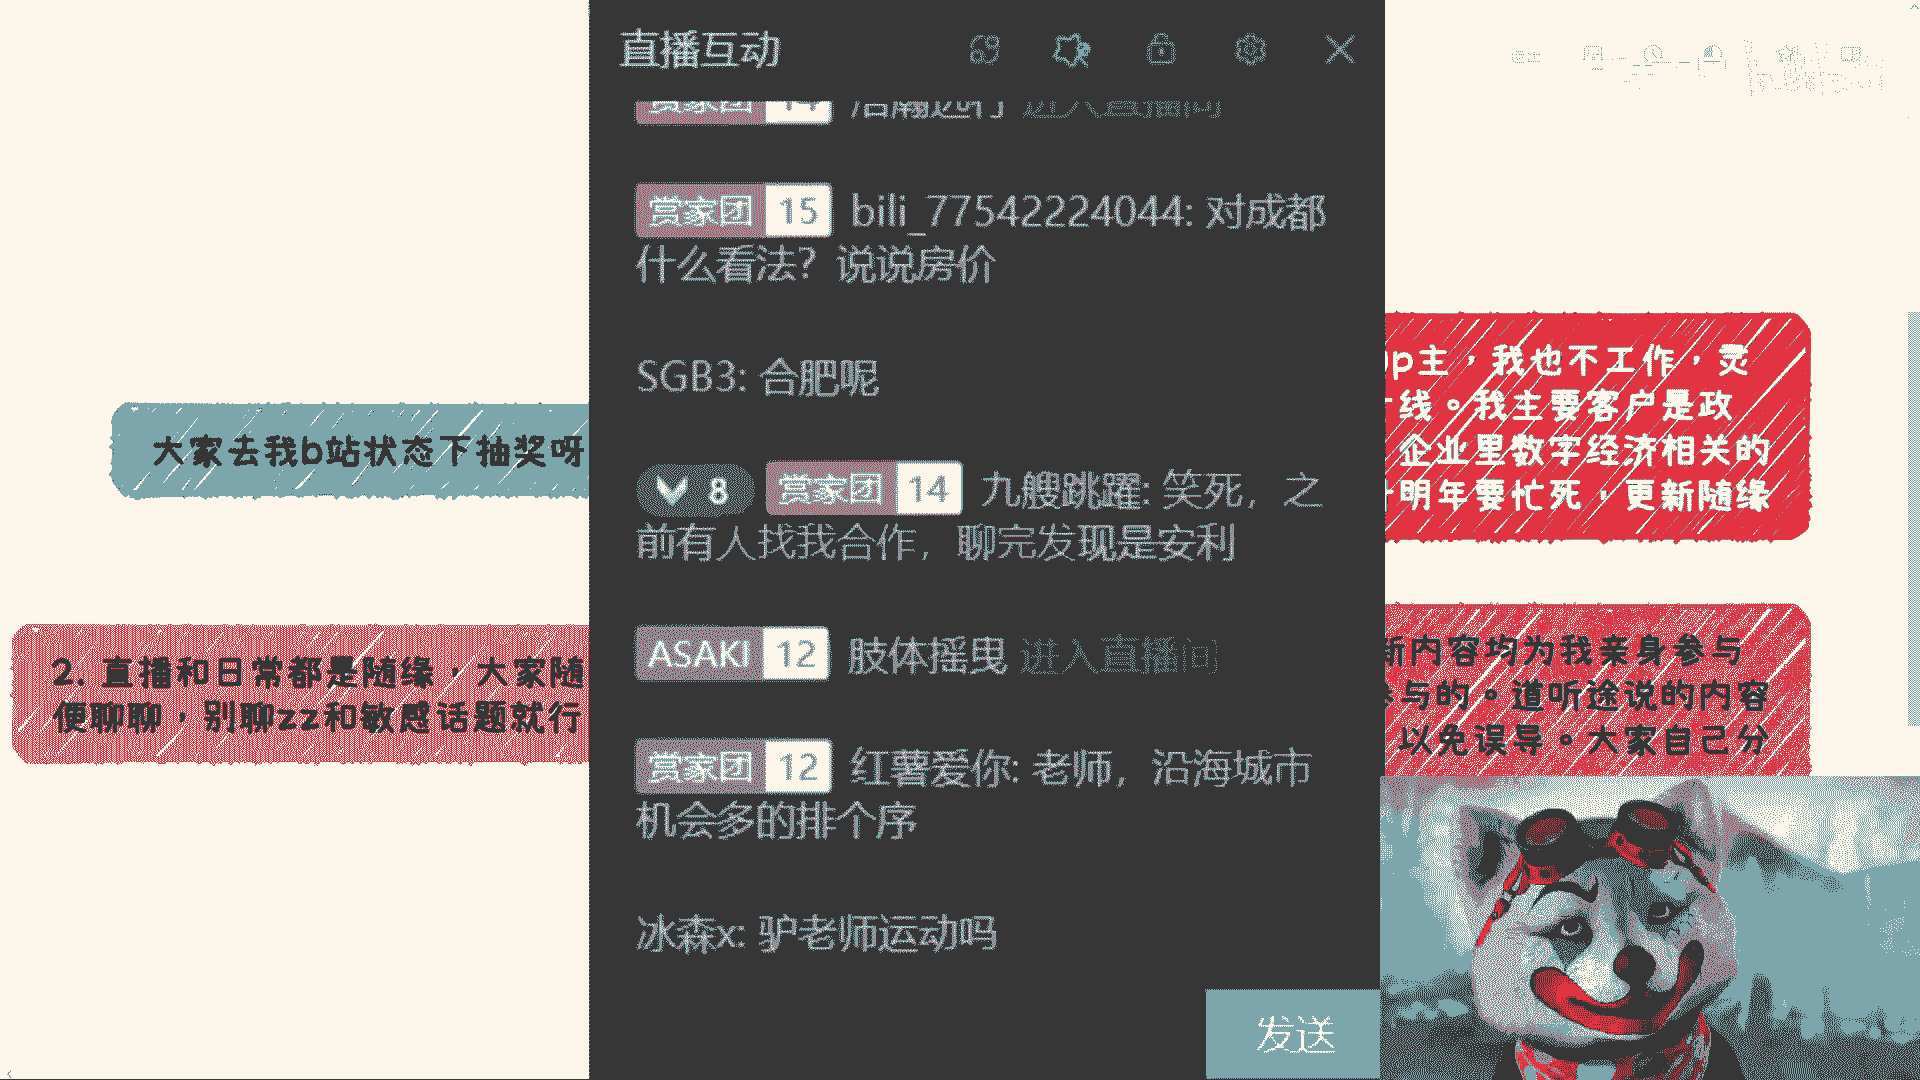 直播互动
赏家团 14 浩瀚远行 进入直播间
赏家团 15 bili_77542224044: 对成都
什么看法？说说房价
SGB3: 合肥呢
8 赏家团 14 九艘跳躍: 笑死，之
前有人找我合作，聊完发现是安利
ASAKI 12 肢体摇曳 进入直播间
赏家团 12 红薯爱你: 老师，沿海城市
机会多的排个序
冰森x: 驴老师运动吗
发送
大家去我b站状态下抽奖呀
2. 直播和日常都是随缘，大家随
便聊聊，别聊zz和敏感话题就行
p主，我也不工作，灵
线。我主要客户是政
企业里数字经济相关的
明年要忙死，更新随缘
新内容均为我亲身参与
参与的。道听途说的内容
以免误导。大家自己分